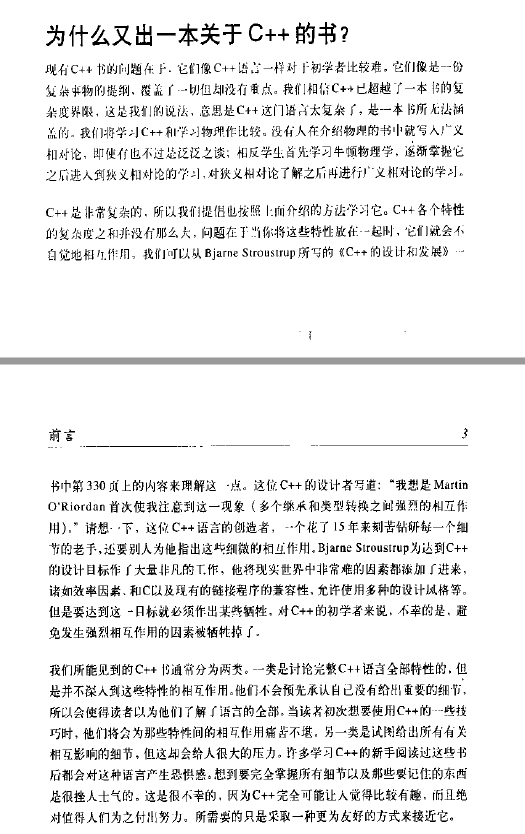 为什么又出一本关于 C++ 的书？
现有C++ 书的问题在于，它们像C++语言一样对于初学者比较难。它们像是一份
复杂事物的提纲，覆盖了一切但却没有重点。我们相信C++已超越了一本书的复
杂度界限，这是我们的说法，意思是C++这门语言太复杂了，是一本书所无法涵
盖的。我们将学习C++和学习物理作比较。没有人在介绍物理的书中就写入广义
相对论，即使有也不过是泛泛之谈；相反学生首先学习牛顿物理学，逐渐掌握它
之后进入到狭义相对论的学习，对狭义相对论了解之后再进行广义相对论的学习。
C++是非常复杂的，所以我们提倡也按照上面介绍的方法学习它。C++各个特性
的复杂度之和并没有那么大，问题在于当你将这些特性放在一起时，它们就会不
自觉地相互作用。我们可以从Bjarne Stroustrup所写的《C++的设计和发展》一
前言 3
书中第330页上的内容来理解这一点。这位C++的设计者写道：“我想是Martin
O'Riordan首次使我注意到这一现象（多个继承和类型转换之间强烈的相互作
用）。”请想一下，这位C++语言的创造者，一个花了15年来刻苦钻研每一个细
节的老手，还要别人为他指出这些细微的相互作用。Bjarne Stroustrup为达到C++
的设计目标作了大量非凡的工作，他将现实世界中非常难的因素都添加了进来，
诸如效率因素，和C以及现有的链接程序的兼容性，允许使用多种的设计风格等。
但是要达到这一目标就必须作出某些牺牲，对C++的初学者来说，不幸的是，避
免发生强烈相互作用的因素被牺牲掉了。
我们所能见到的C++书通常分为两类。一类是讨论完整C++语言全部特性的，但
是并不深入到这些特性的相互作用。他们不会预先承认自己没有给出重要的细节，
所以会使得读者以为他们了解了语言的全部。当读者初次想要使用C++的一些技
巧时，他们将会为那些特性间的相互作用痛苦不堪。另一类是试图给出所有有关
相互影响的细节，但这却会给人很大的压力。许多学习C++的新手阅读过这些书
后都会对这种语言产生恐惧感。想到要完全掌握所有细节以及那些要记住的东西
是很挫人士气的。这是很不幸的，因为C++完全可能让人觉得比较有趣，而且绝
对值得人们为之付出努力。所需要的只是采取一种更为友好的方式来接近它。